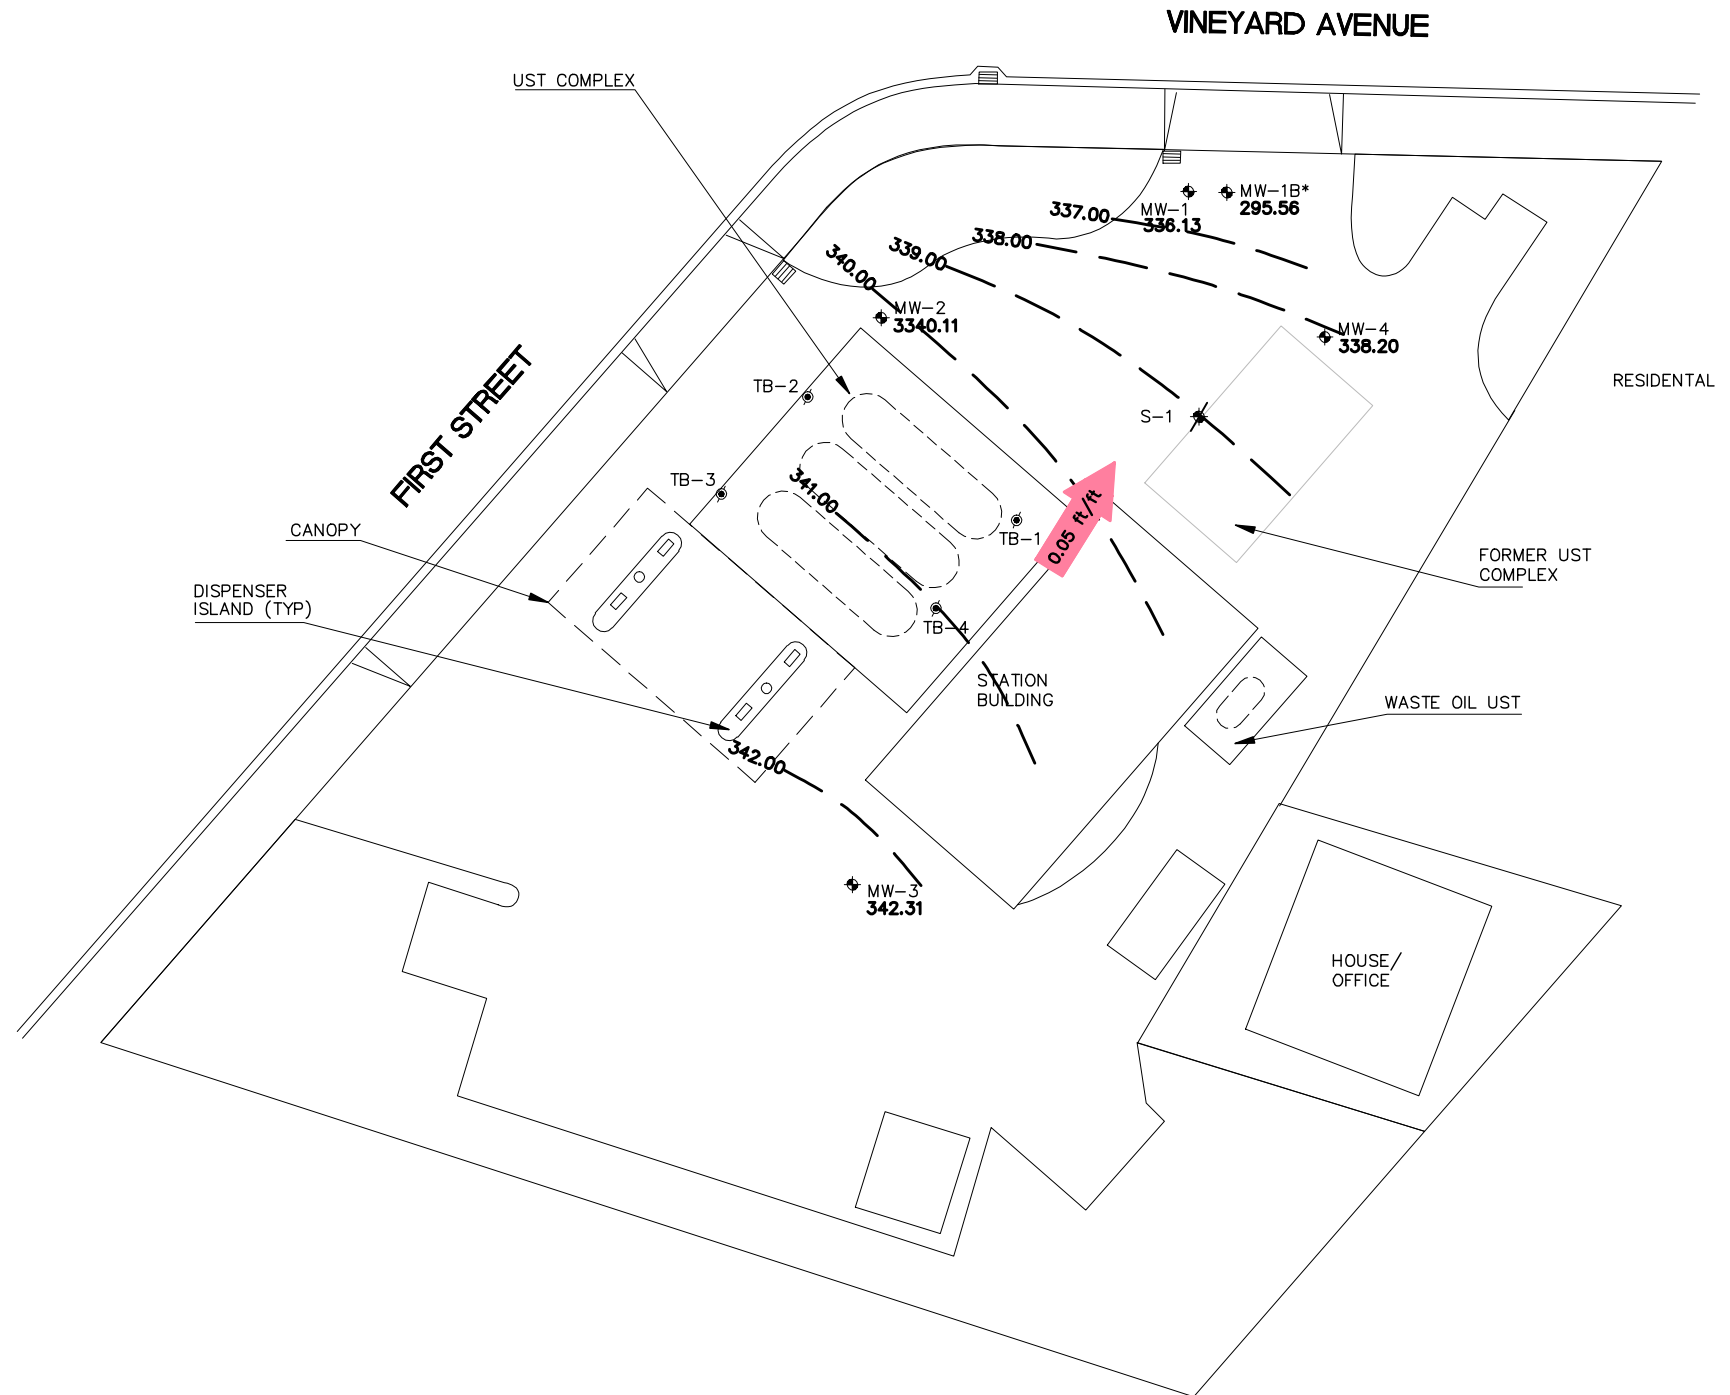 VINEYARD AVENUE
UST COMPLEX
MW-1B*
295.56
MW-1
336.13
337.00
338.00
339.00
340.00
MW-2
3340.11
MW-4
338.20
FIRST STREET
RESIDENTAL
TB-2
S-1
TB-3
341.00
CANOPY
TB-1
0.05 ft/ft
FORMER UST
COMPLEX
DISPENSER
ISLAND (TYP)
TB-4
STATION
BUILDING
WASTE OIL UST
342.00
MW-3
342.31
HOUSE/
OFFICE